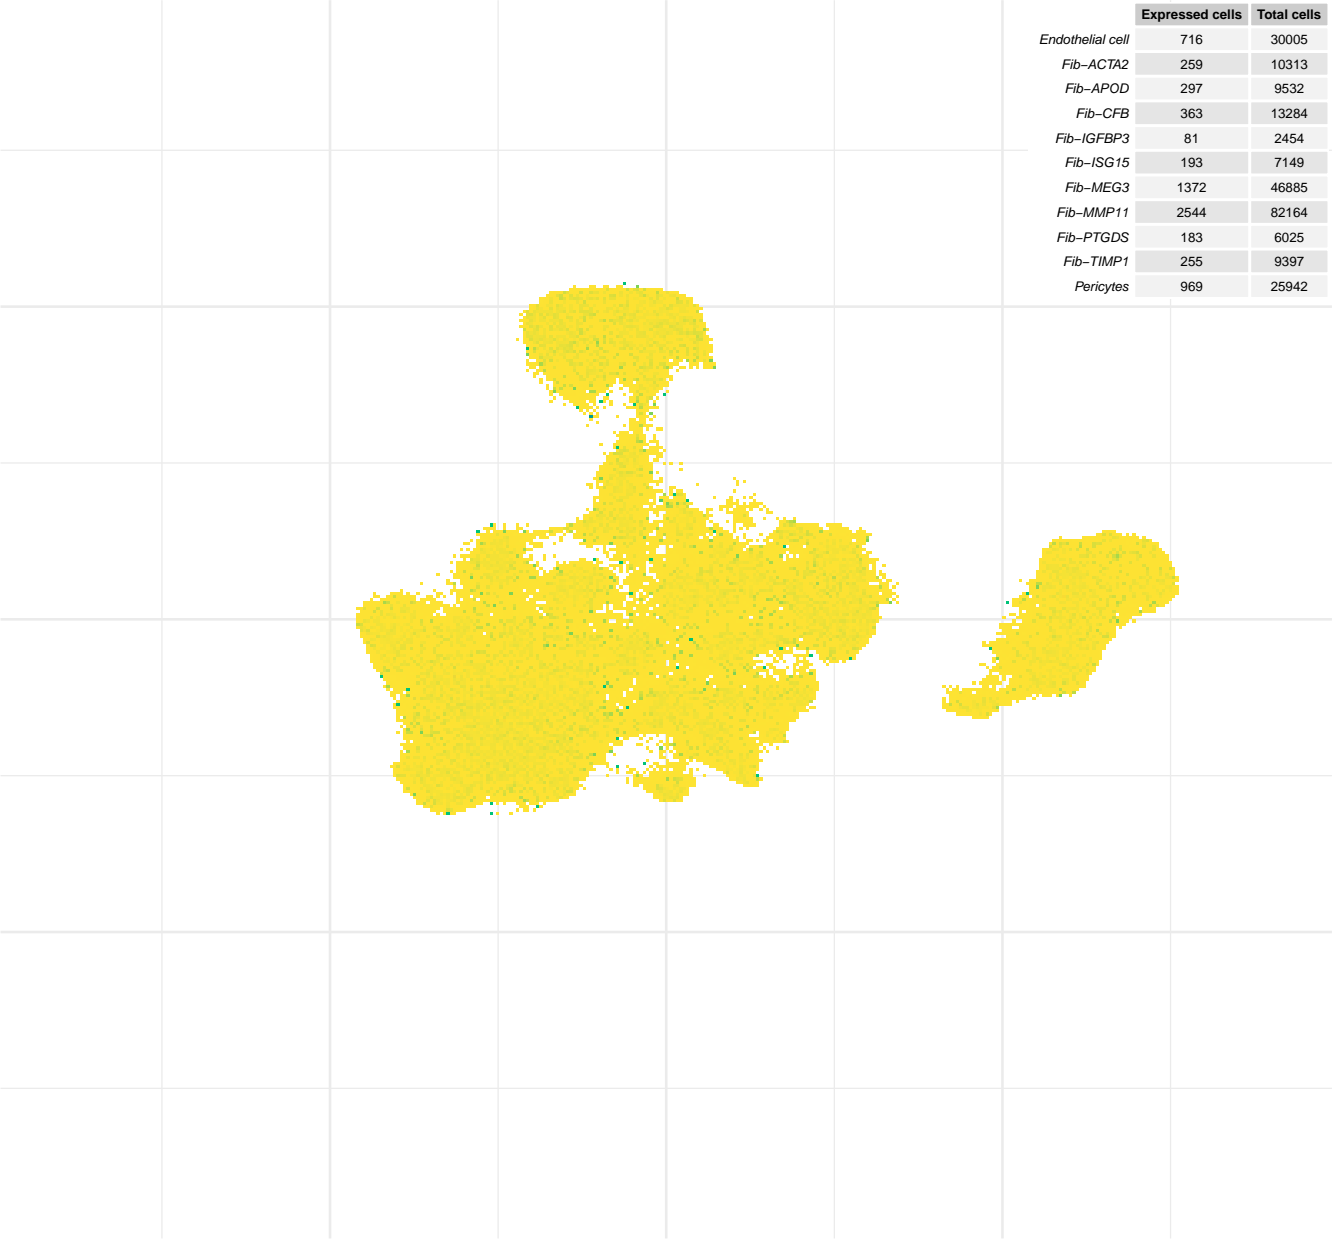 Expressed cells Total cells
Endothelial cell 716 30005
Fib−ACTA2 259 10313
Fib−APOD 297 9532
Fib−CFB 363 13284
Fib−IGFBP3 81 2454
Fib−ISG15 193 7149
Fib−MEG3 1372 46885
Fib−MMP11 2544 82164
Fib−PTGDS 183 6025
Fib−TIMP1 255 9397
Pericytes 969 25942